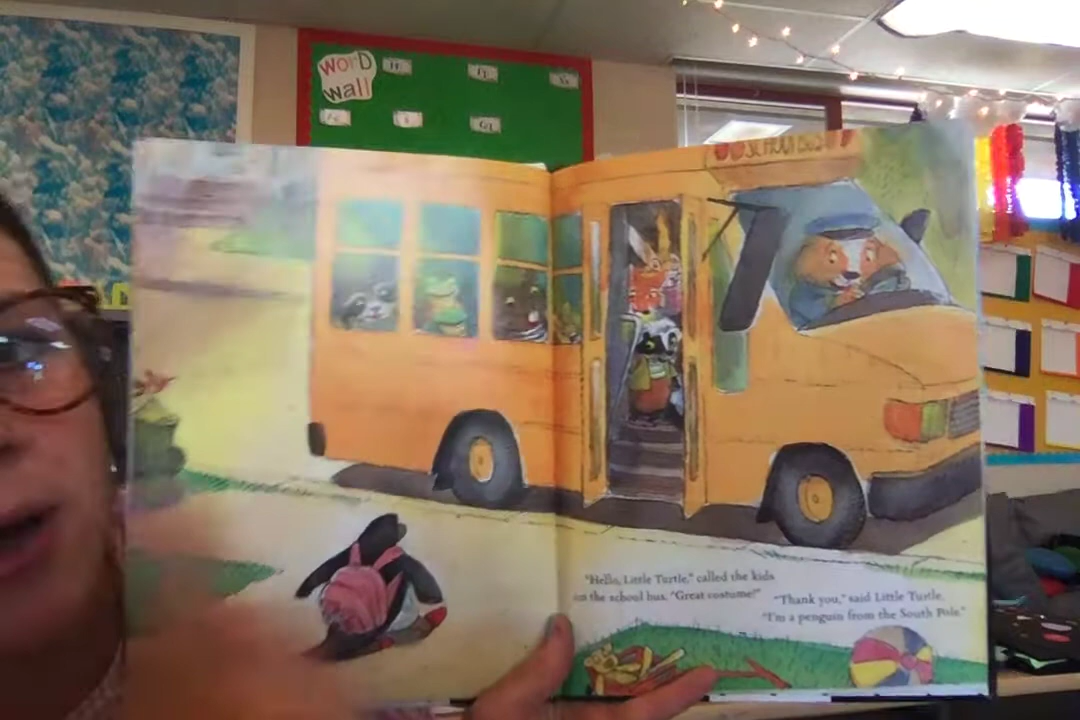 word
wall
SCHOOL BUS
"Hello, Little Turtle," called the kids
on the school bus. "Great costume!"
"Thank you," said Little Turtle.
"I'm a penguin from the South Pole."